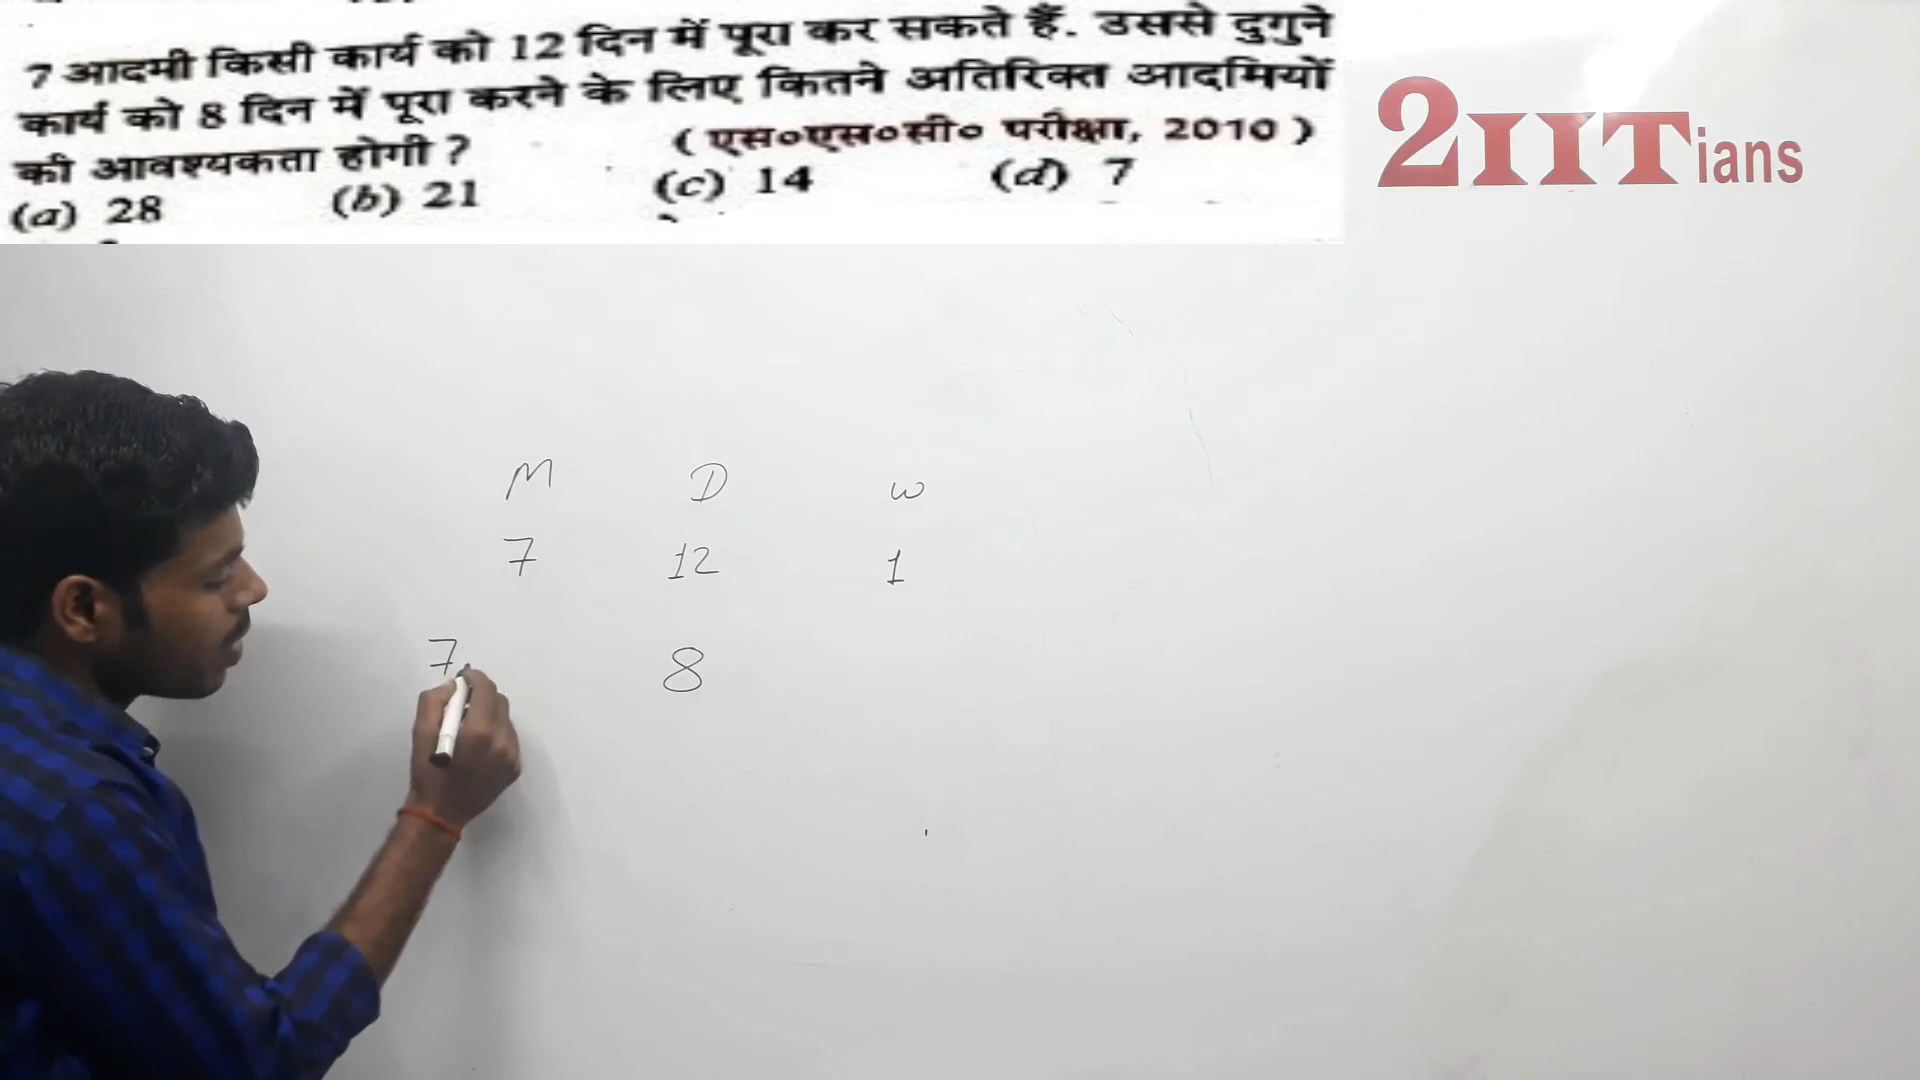 7 आदमी किसी कार्य को 12 दिन में पूरा कर सकते हैं. उससे दुगुने
कार्य को 8 दिन में पूरा करने के लिए कितने अतिरिक्त आदमियों
की आवश्यकता होगी ? ( एस०एस०सी० परीक्षा, 2010 )
(a) 28 (b) 21 (c) 14 (d) 7
2IITians
M D W
7 12 1
7 8